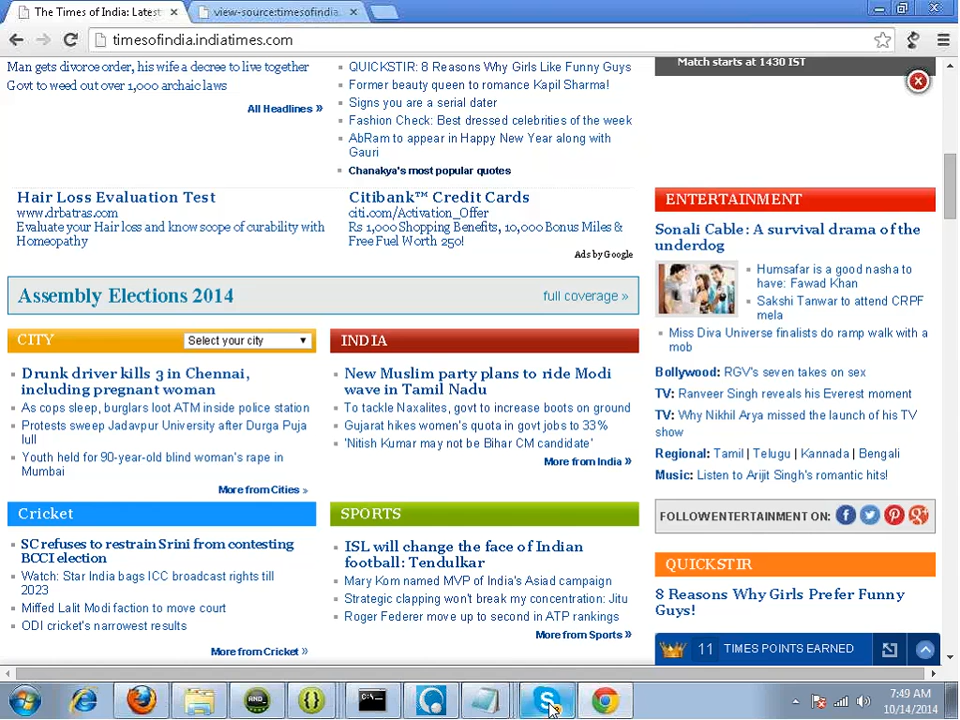 The Times of India: Latest
view-source:timesofindia.
timesofindia.indiatimes.com
Man gets divorce order, his wife a decree to live together
Govt to weed out over 1,000 archaic laws
All Headlines »
QUICKSTIR: 8 Reasons Why Girls Like Funny Guys
Former beauty queen to romance Kapil Sharma!
Signs you are a serial dater
Fashion Check: Best dressed celebrities of the week
AbRam to appear in Happy New Year along with
Gauri
Chanakya's most popular quotes
Match starts at 1430 IST
Hair Loss Evaluation Test
www.drbatras.com
Evaluate your Hair loss and know scope of curability with
Homeopathy
Citibank™ Credit Cards
citi.com/Activation_Offer
Rs 1,000 Shopping Benefits, 10,000 Bonus Miles &
Free Fuel Worth 250!
Ads by Google
Assembly Elections 2014
full coverage »
CITY
Select your city
Drunk driver kills 3 in Chennai,
including pregnant woman
As cops sleep, burglars loot ATM inside police station
Protests sweep Jadavpur University after Durga Puja
lull
Youth held for 90-year-old blind woman's rape in
Mumbai
More from Cities »
INDIA
New Muslim party plans to ride Modi
wave in Tamil Nadu
To tackle Naxalites, govt to increase boots on ground
Gujarat hikes women's quota in govt jobs to 33%
'Nitish Kumar may not be Bihar CM candidate'
More from India »
Cricket
SC refuses to restrain Srini from contesting
BCCI election
Watch: Star India bags ICC broadcast rights till
2023
Miffed Lalit Modi faction to move court
ODI cricket's narrowest results
More from Cricket »
SPORTS
ISL will change the face of Indian
football: Tendulkar
Mary Kom named MVP of India's Asiad campaign
Strategic clapping won't break my concentration: Jitu
Roger Federer move up to second in ATP rankings
More from Sports »
ENTERTAINMENT
Sonali Cable: A survival drama of the
underdog
Humsafar is a good nasha to
have: Fawad Khan
Sakshi Tanwar to attend CRPF
mela
Miss Diva Universe finalists do ramp walk with a
mob
Bollywood: RGV's seven takes on sex
TV: Ranveer Singh reveals his Everest moment
TV: Why Nikhil Arya missed the launch of his TV
show
Regional: Tamil | Telugu | Kannada | Bengali
Music: Listen to Arijit Singh's romantic hits!
FOLLOW ENTERTAINMENT ON:
QUICKSTIR
8 Reasons Why Girls Prefer Funny
Guys!
11 TIMES POINTS EARNED
7:49 AM
10/14/2014